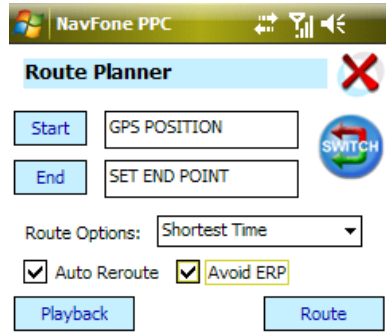 NavFone PPC
Route Planner
Start GPS POSITION
SWITCH
End SET END POINT
Route Options: Shortest Time
Auto Reroute Avoid ERP
Playback Route